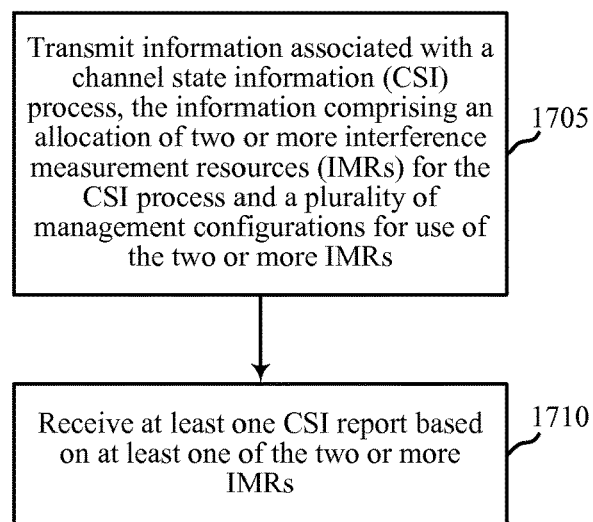 Transmit information associated with a
channel state information (CSI)
process, the information comprising an
allocation of two or more interference
measurement resources (IMRs) for the
CSI process and a plurality of
management configurations for use of
the two or more IMRs
1705
Receive at least one CSI report based
on at least one of the two or more
IMRs
1710